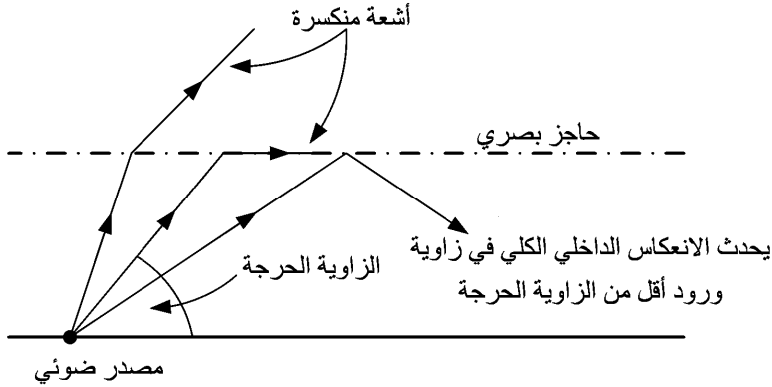 أشعة منكسرة
حاجز بصري
يحدث الانعكاس الداخلي الكلي في زاوية
ورود أقل من الزاوية الحرجة
الزاوية الحرجة
مصدر ضوئي